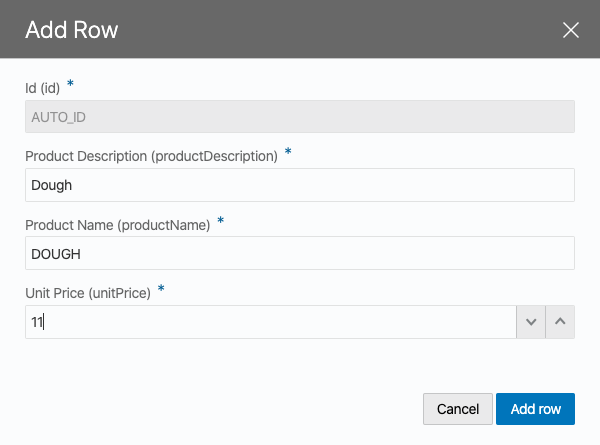 Add Row
Id (id) *
AUTO_ID
Product Description (productDescription) *
Dough
Product Name (productName) *
DOUGH
Unit Price (unitPrice) *
11
Cancel Add row